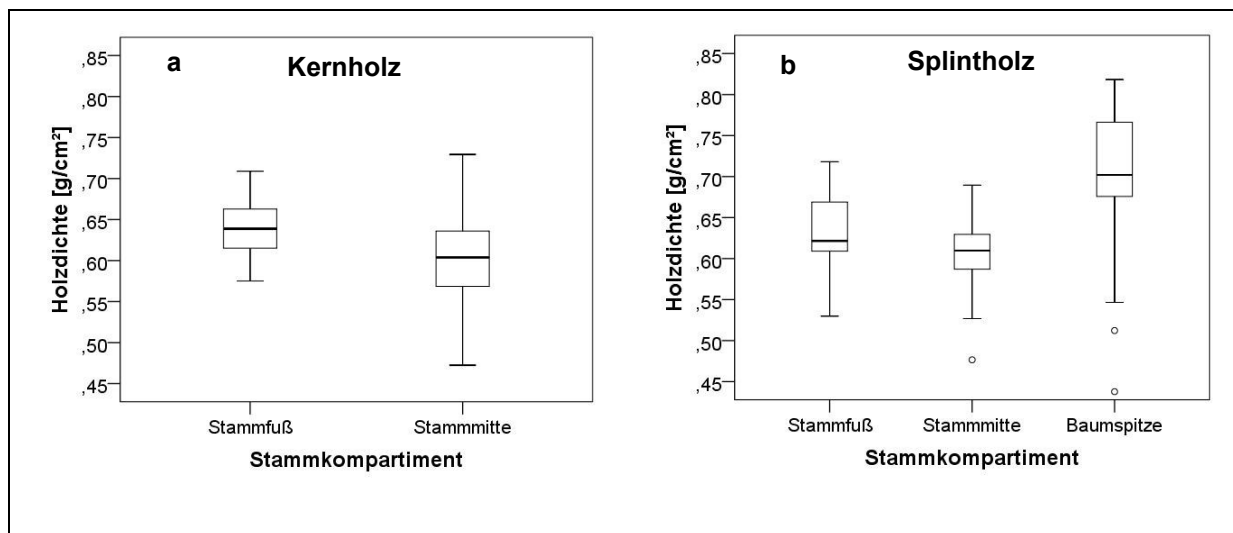 a Kernholz
Holzdichte [g/cm²]
,85
,80
,75
,70
,65
,60
,55
,50
,45
Stammfuß Stammmitte
Stammkompartiment
b Splintholz
Holzdichte [g/cm²]
,85
,80
,75
,70
,65
,60
,55
,50
,45
Stammfuß Stammmitte Baumspitze
Stammkompartiment